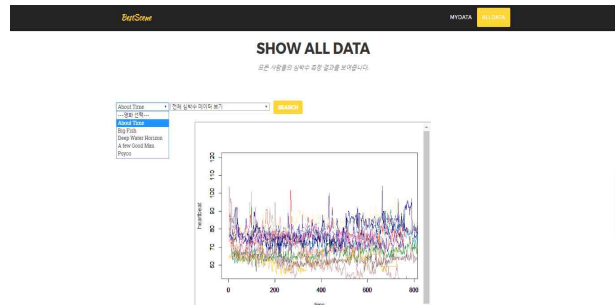 BestScene
MYDATA
ALL DATA
SHOW ALL DATA
모든 사람들의 심박수 측정 결과를 보여줍니다.
About Time
전체 심박수 데이터 보기
SEARCH
---영화 선택---
About Time
Big Fish
Deep Water Horizon
A few Good Man
Psyco
heartbeat
120
110
100
90
80
70
60
0
200
400
600
800